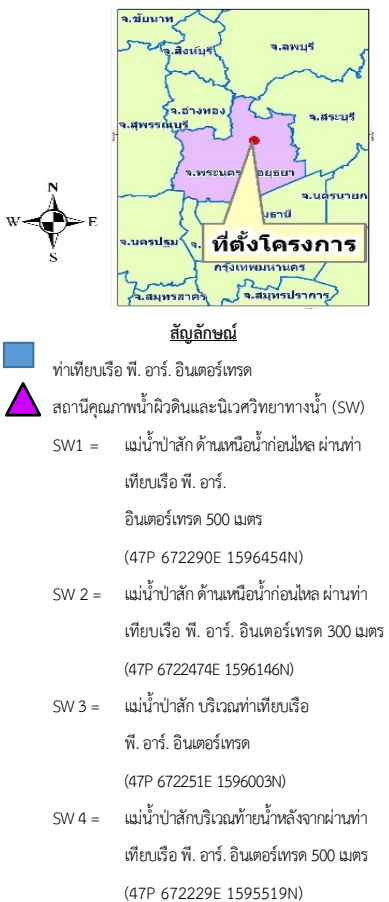 จ.ชัยนาท
จ.สิงห์บุรี
จ.ลพบุรี
จ.อ่างทอง
จ.สุพรรณบุรี
จ.สระบุรี
จ.พระนคร อยุธยา
จ.นครนายก
ธานี
จ.นครปฐม
จ.
ที่ตั้งโครงการ
กรุงเทพมหานคร
จ.สมุทรสาคร
จ.สมุทรปราการ
N
W
E
S
สัญลักษณ์
ท่าเทียบเรือ พี. อาร์. อินเตอร์เทรด
สถานีคุณภาพน้ำผิวดินและนิเวศวิทยาทางน้ำ (SW)
SW1 = แม่น้ำป่าสัก ด้านเหนือน้ำก่อนไหล ผ่านท่า
เทียบเรือ พี. อาร์.
อินเตอร์เทรด 500 เมตร
(47P 672290E 1596454N)
SW 2 = แม่น้ำป่าสัก ด้านเหนือน้ำก่อนไหล ผ่านท่า
เทียบเรือ พี. อาร์. อินเตอร์เทรด 300 เมตร
(47P 6722474E 1596146N)
SW 3 = แม่น้ำป่าสัก บริเวณท่าเทียบเรือ
พี. อาร์. อินเตอร์เทรด
(47P 672251E 1596003N)
SW 4 = แม่น้ำป่าสักบริเวณท้ายน้ำหลังจากผ่านท่า
เทียบเรือ พี. อาร์. อินเตอร์เทรด 500 เมตร
(47P 672229E 1595519N)